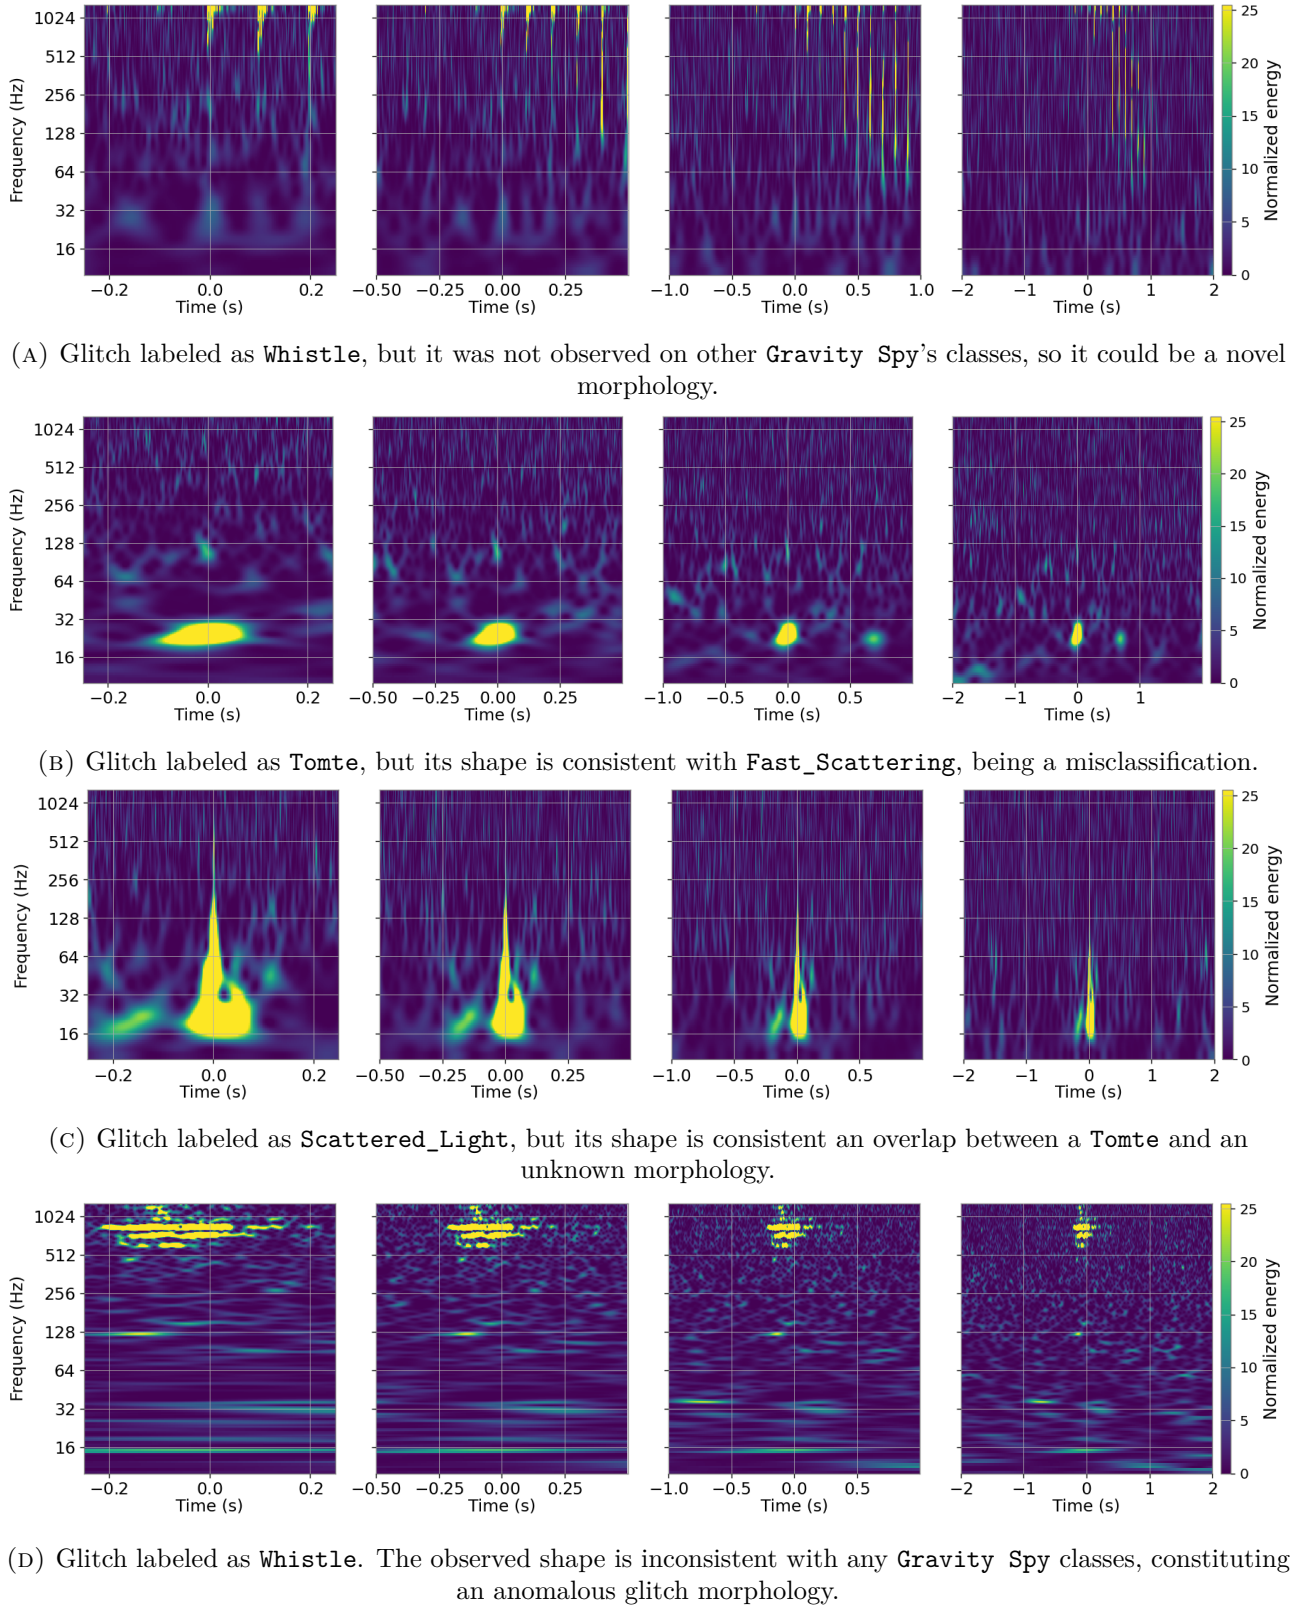 1024
512
256
128
64
32
16
Frequency (Hz)
−0.2 0.0 0.2
Time (s)
−0.50 −0.25 0.00 0.25
Time (s)
−1.0 −0.5 0.0 0.5 1.0
Time (s)
−2 −1 0 1 2
Time (s)
25
20
15
10
5
0
Normalized energy
(A) Glitch labeled as Whistle, but it was not observed on other Gravity Spy's classes, so it could be a novel
morphology.
1024
512
256
128
64
32
16
Frequency (Hz)
−0.2 0.0 0.2
Time (s)
−0.50 −0.25 0.00 0.25
Time (s)
−1.0 −0.5 0.0 0.5
Time (s)
−2 −1 0 1
Time (s)
25
20
15
10
5
0
Normalized energy
(B) Glitch labeled as Tomte, but its shape is consistent with Fast_Scattering, being a misclassification.
1024
512
256
128
64
32
16
Frequency (Hz)
−0.2 0.0 0.2
Time (s)
−0.50 −0.25 0.00 0.25
Time (s)
−1.0 −0.5 0.0 0.5
Time (s)
−2 −1 0 1 2
Time (s)
25
20
15
10
5
0
Normalized energy
(C) Glitch labeled as Scattered_Light, but its shape is consistent an overlap between a Tomte and an
unknown morphology.
1024
512
256
128
64
32
16
Frequency (Hz)
−0.2 0.0 0.2
Time (s)
−0.50 −0.25 0.00 0.25
Time (s)
−1.0 −0.5 0.0 0.5
Time (s)
−2 −1 0 1 2
Time (s)
25
20
15
10
5
0
Normalized energy
(D) Glitch labeled as Whistle. The observed shape is inconsistent with any Gravity Spy classes, constituting
an anomalous glitch morphology.